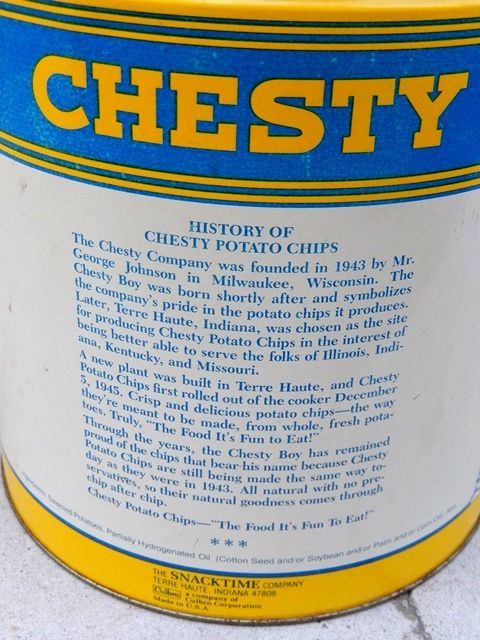 CHESTY
HISTORY OF
CHESTY POTATO CHIPS
The Chesty Company was founded in 1943 by Mr.
George Johnson in Milwaukee, Wisconsin. The
Chesty Boy was born shortly after and symbolizes
the company's pride in the potato chips it produces.
Later, Terre Haute, Indiana, was chosen as the site
for producing Chesty Potato Chips in the interest of
being better able to serve the folks of Illinois, Indi-
ana, Kentucky, and Missouri.
A new plant was built in Terre Haute, and Chesty
Potato Chips first rolled out of the cooker December
5, 1945. Crisp and delicious potato chips—the way
they're meant to be made, from whole, fresh pota-
toes. Truly, "The Food It's Fun to Eat!"
Through the years, the Chesty Boy has remained
proud of the chips that bear his name because Chesty
Potato Chips are still being made the same way to-
day as they were in 1943. All natural with no pre-
servatives, so their natural goodness comes through
chip after chip.
Chesty Potato Chips—"The Food It's Fun To Eat!"
***
Selected Potatoes, Partially Hydrogenated Oil (Cotton Seed and/or Soybean and/or Palm and/or Corn Oil,
THE SNACKTIME COMPANY
TERRE HAUTE, INDIANA 47808
Culbro a company of
Culbro Corporation
Made in U.S.A.